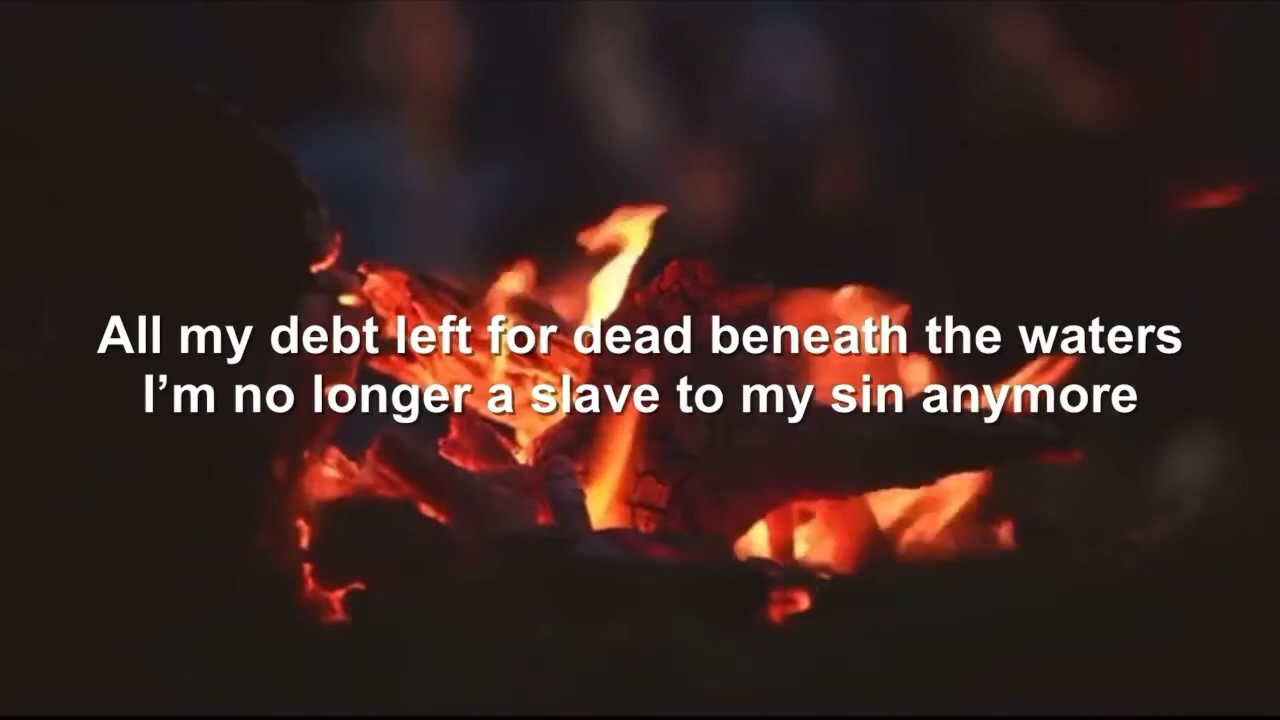 All my debt left for dead beneath the waters
I’m no longer a slave to my sin anymore